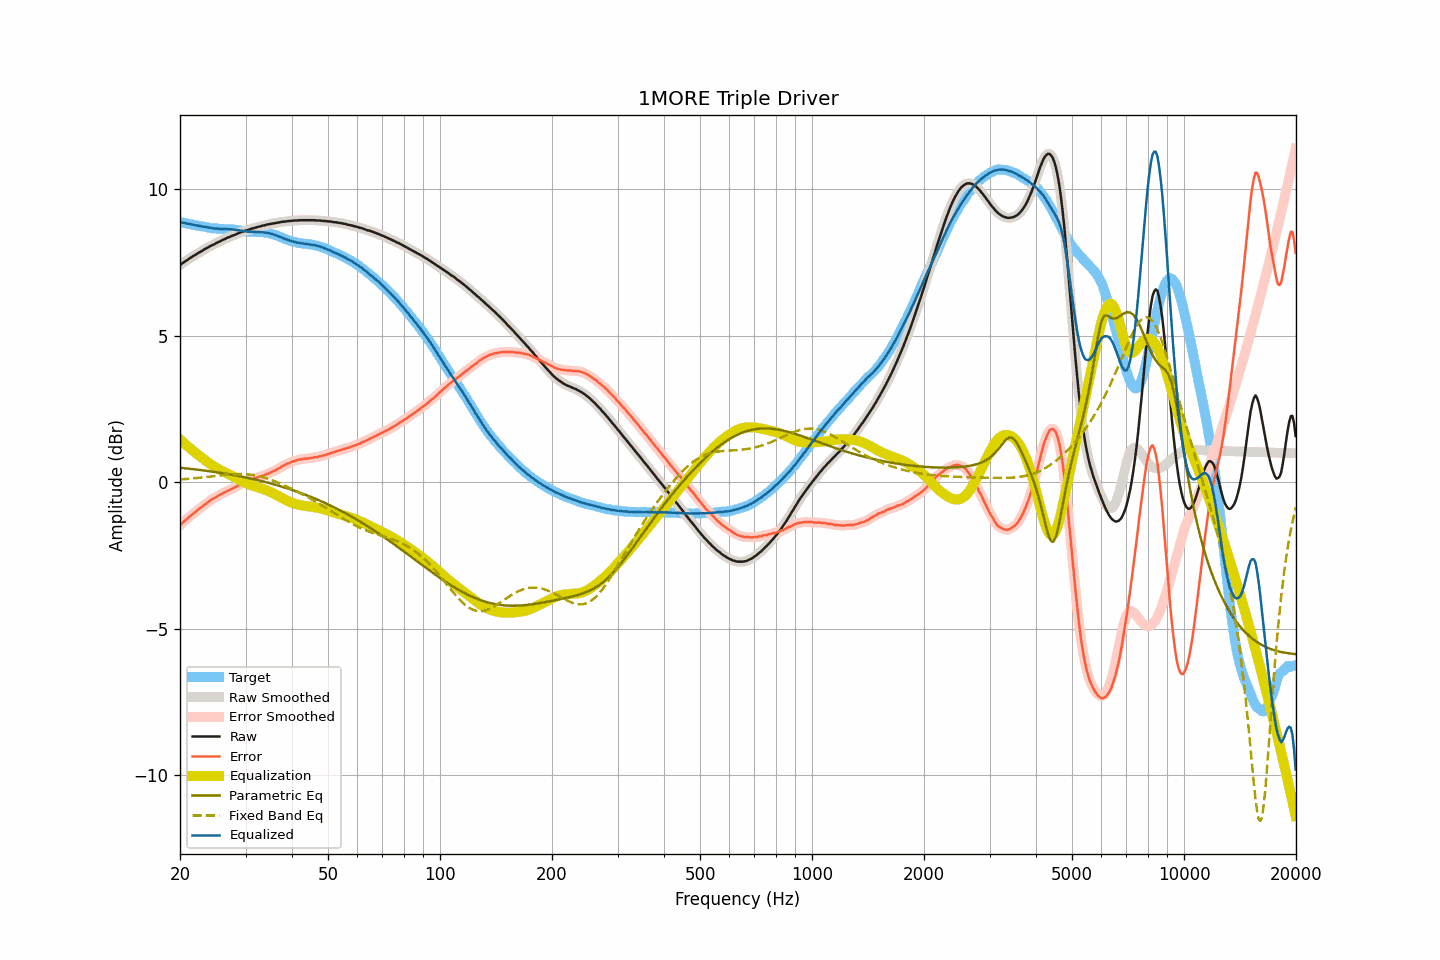 1MORE Triple Driver
Amplitude (dBr)
10
5
0
−5
−10
Target
Raw Smoothed
Error Smoothed
Raw
Error
Equalization
Parametric Eq
Fixed Band Eq
Equalized
20 50 100 200 500 1000 2000 5000 10000 20000
Frequency (Hz)